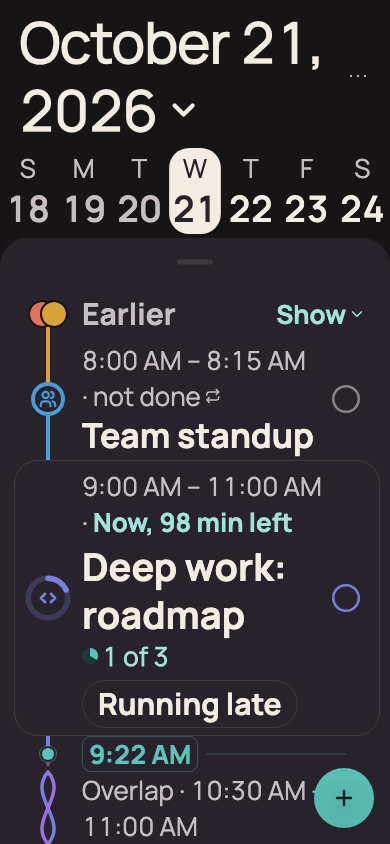 October 21,
2026
...
S M T W T F S
18 19 20 21 22 23 24
Earlier Show
8:00 AM – 8:15 AM
· not done
Team standup
9:00 AM – 11:00 AM
· Now, 98 min left
Deep work:
roadmap
1 of 3
Running late
9:22 AM
Overlap · 10:30 AM -
11:00 AM